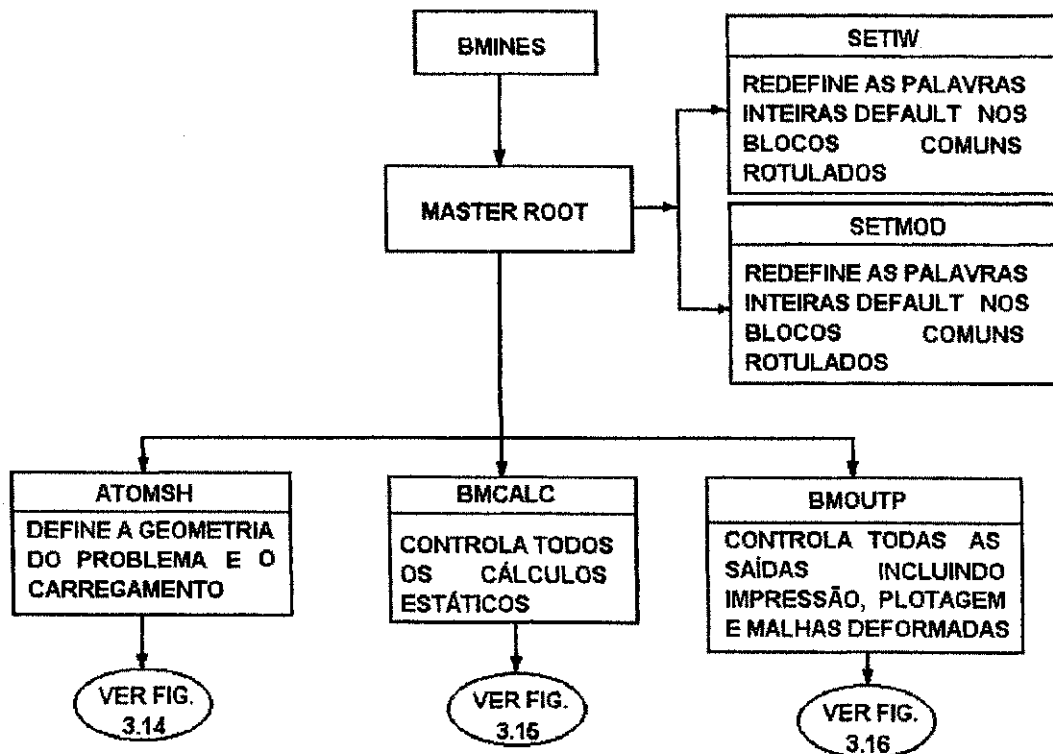 BMINES
MASTER ROOT
SETIW
REDEFINE AS PALAVRAS
INTEIRAS DEFAULT NOS
BLOCOS COMUNS
ROTULADOS
SETMOD
REDEFINE AS PALAVRAS
INTEIRAS DEFAULT NOS
BLOCOS COMUNS
ROTULADOS
ATOMSH
DEFINE A GEOMETRIA
DO PROBLEMA E O
CARREGAMENTO
VER FIG.
3.14
BMCALC
CONTROLA TODOS
OS CÁLCULOS
ESTÁTICOS
VER FIG.
3.15
BMOUTP
CONTROLA TODAS AS
SAÍDAS INCLUINDO
IMPRESSÃO, PLOTAGEM
E MALHAS DEFORMADAS
VER FIG.
3.16